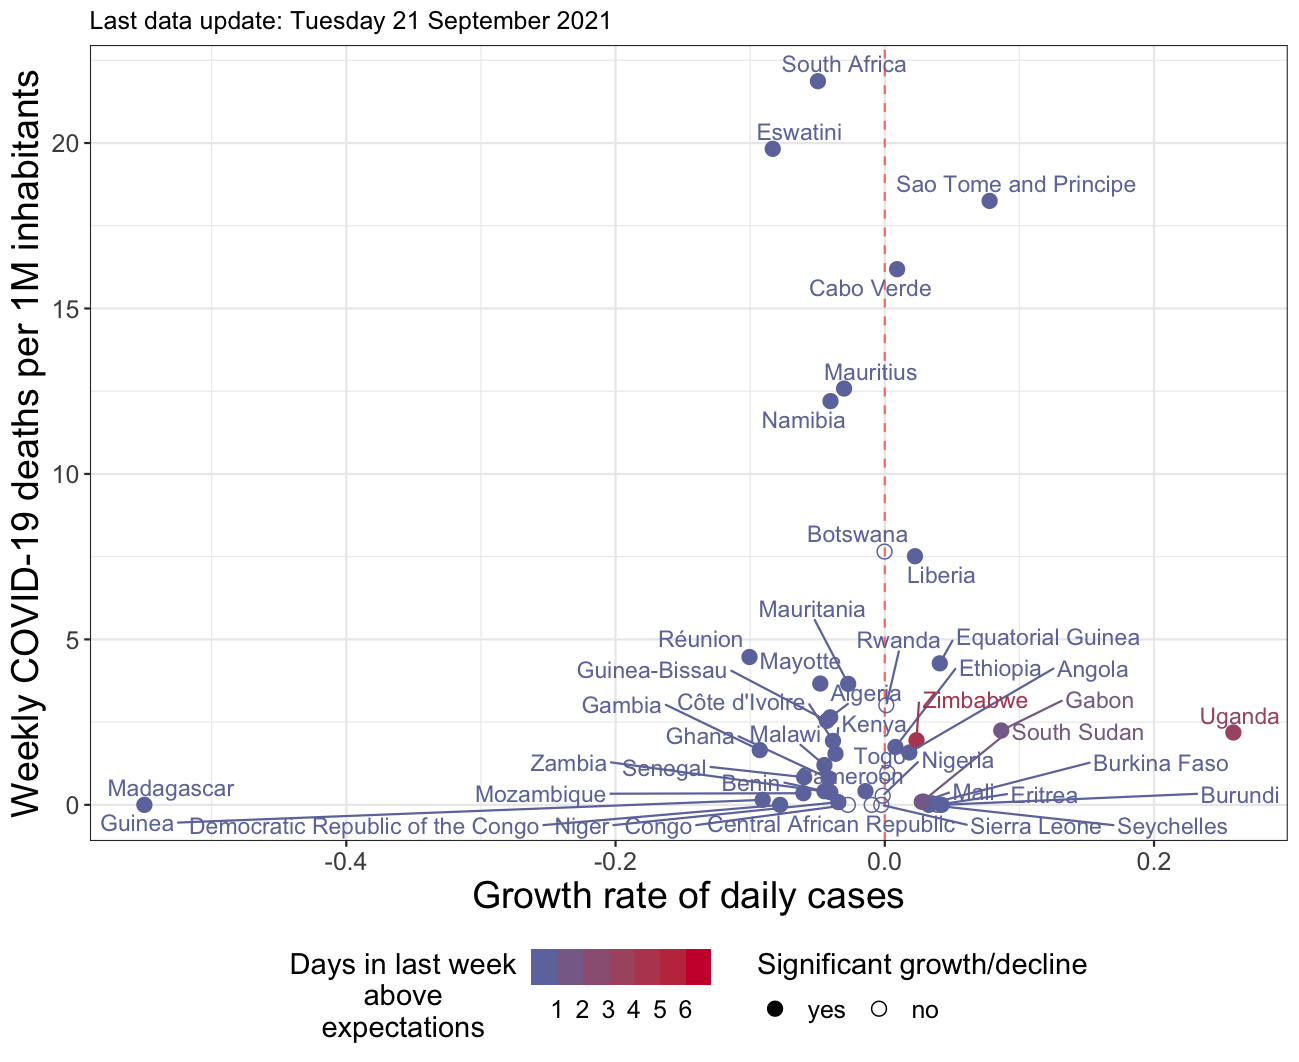 Last data update: Tuesday 21 September 2021
Weekly COVID-19 deaths per 1M inhabitants
20
15
10
5
0
South Africa
Eswatini
Sao Tome and Principe
Cabo Verde
Mauritius
Namibia
Botswana
Liberia
Mauritania
Réunion
Rwanda
Equatorial Guinea
Mayotte
Guinea-Bissau
Ethiopia
Angola
Algeria
Côte d'Ivoire
Zimbabwe
Gabon
Gambia
Uganda
Kenya
Ghana
Malawi
South Sudan
Togo
Nigeria
Zambia
Senegal
Burkina Faso
Cameroon
Benin
Madagascar
Mozambique
Mali
Eritrea
Burundi
Guinea
Democratic Republic of the Congo
Niger
Congo
Central African Republic
Sierra Leone
Seychelles
-0.4
-0.2
0.0
0.2
Growth rate of daily cases
Days in last week
above
expectations
1 2 3 4 5 6
Significant growth/decline
yes
no